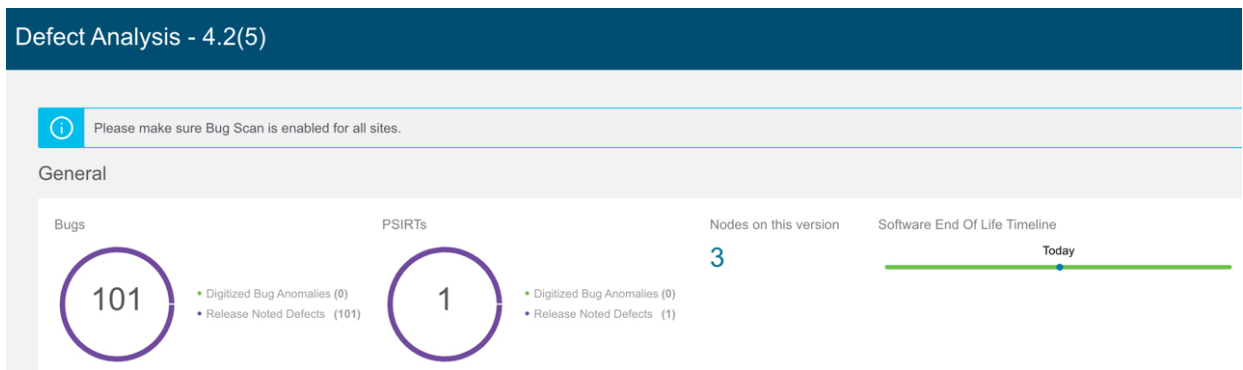 Defect Analysis - 4.2(5)
Please make sure Bug Scan is enabled for all sites.
General
Bugs
101
• Digitized Bug Anomalies (0)
• Release Noted Defects (101)
PSIRTs
1
• Digitized Bug Anomalies (0)
• Release Noted Defects (1)
Nodes on this version
3
Software End Of Life Timeline
Today